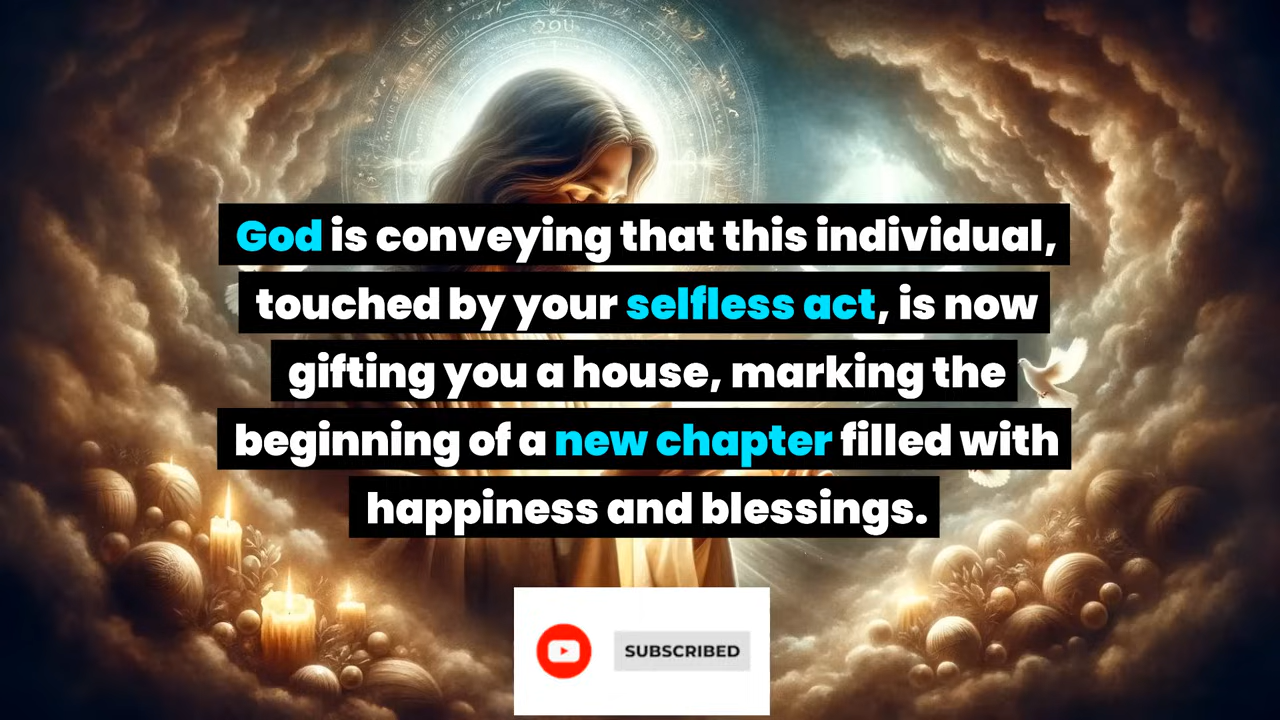 God is conveying that this individual,
touched by your selfless act, is now
gifting you a house, marking the
beginning of a new chapter filled with
happiness and blessings.
SUBSCRIBED